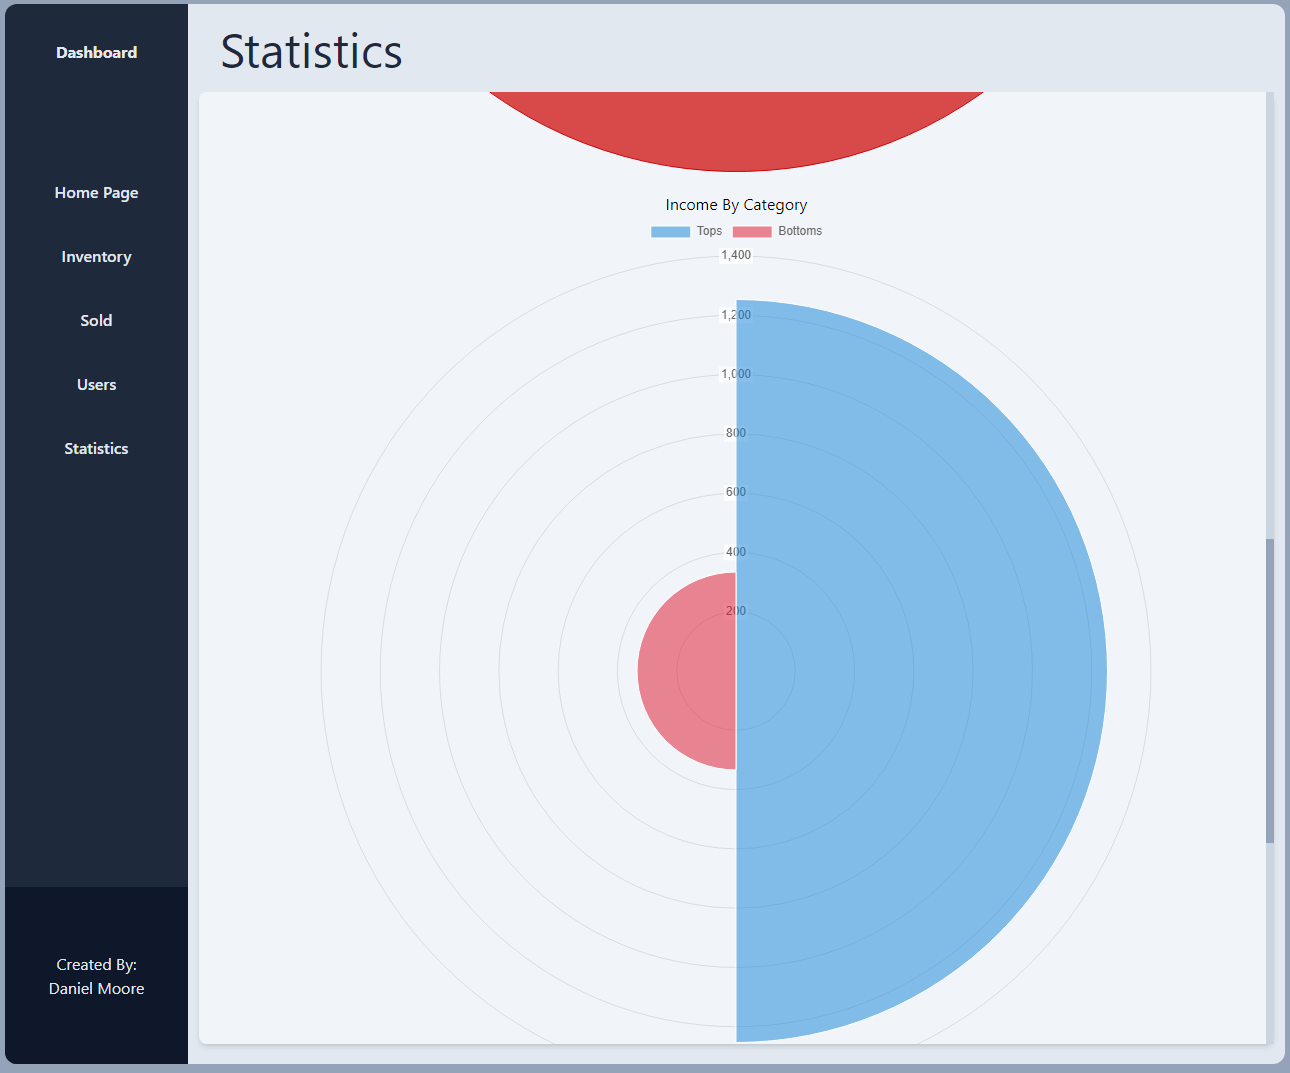 Dashboard
Home Page
Inventory
Sold
Users
Statistics
Created By:
Daniel Moore
Statistics
Income By Category
Tops Bottoms
1,400
1,200
1,000
800
600
400
200